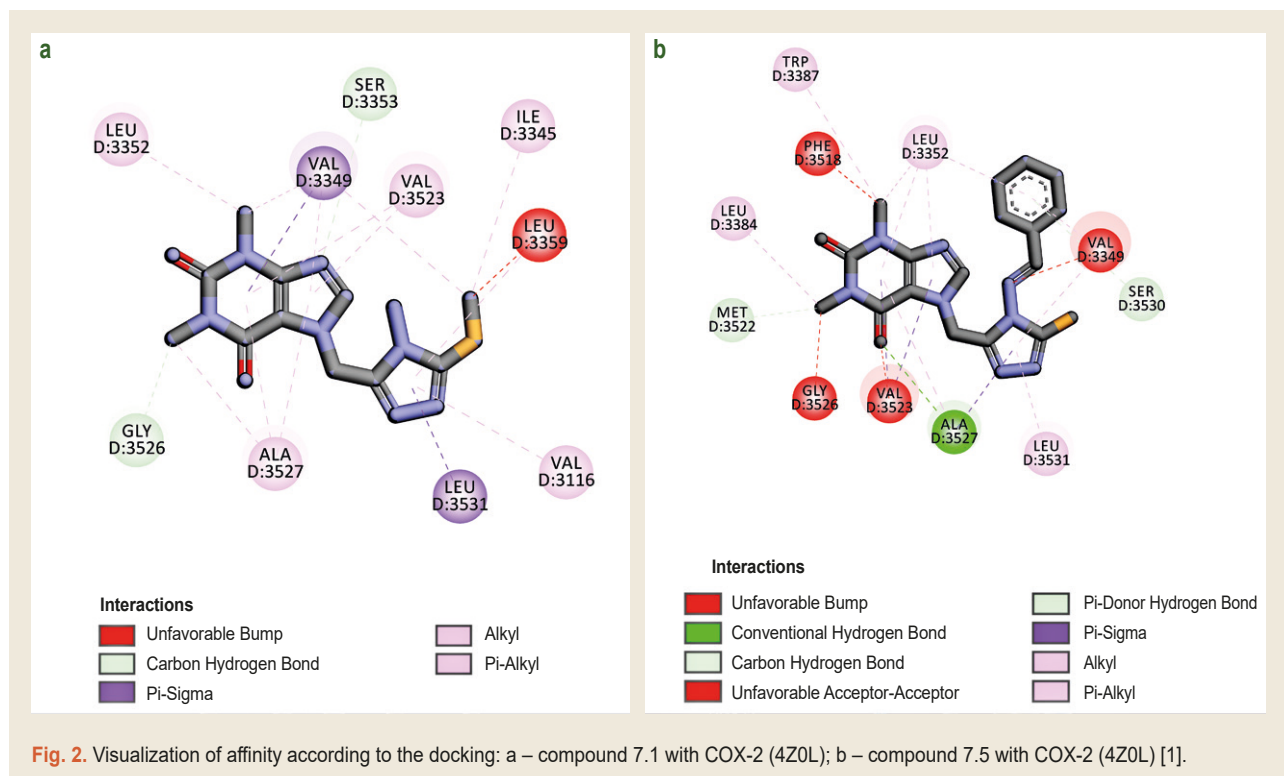 a
SER
D:3353
LEU
D:3352
ILE
D:3345
VAL
D:3349
VAL
D:3523
LEU
D:3359
GLY
D:3526
ALA
D:3527
LEU
D:3531
VAL
D:3116
Interactions
Unfavorable Bump
Carbon Hydrogen Bond
Pi-Sigma
Alkyl
Pi-Alkyl
b
TRP
D:3387
PHE
D:3518
LEU
D:3352
LEU
D:3384
VAL
D:3349
SER
D:3530
MET
D:3522
GLY
D:3526
VAL
D:3523
ALA
D:3527
LEU
D:3531
Interactions
Unfavorable Bump
Conventional Hydrogen Bond
Carbon Hydrogen Bond
Unfavorable Acceptor-Acceptor
Pi-Donor Hydrogen Bond
Pi-Sigma
Alkyl
Pi-Alkyl
Fig. 2. Visualization of affinity according to the docking: a – compound 7.1 with COX-2 (4Z0L); b – compound 7.5 with COX-2 (4Z0L) [1].